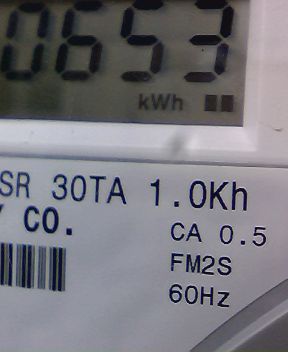 0653
kWh
SR 30TA 1.0Kh
Y CO.
CA 0.5
FM2S
60Hz